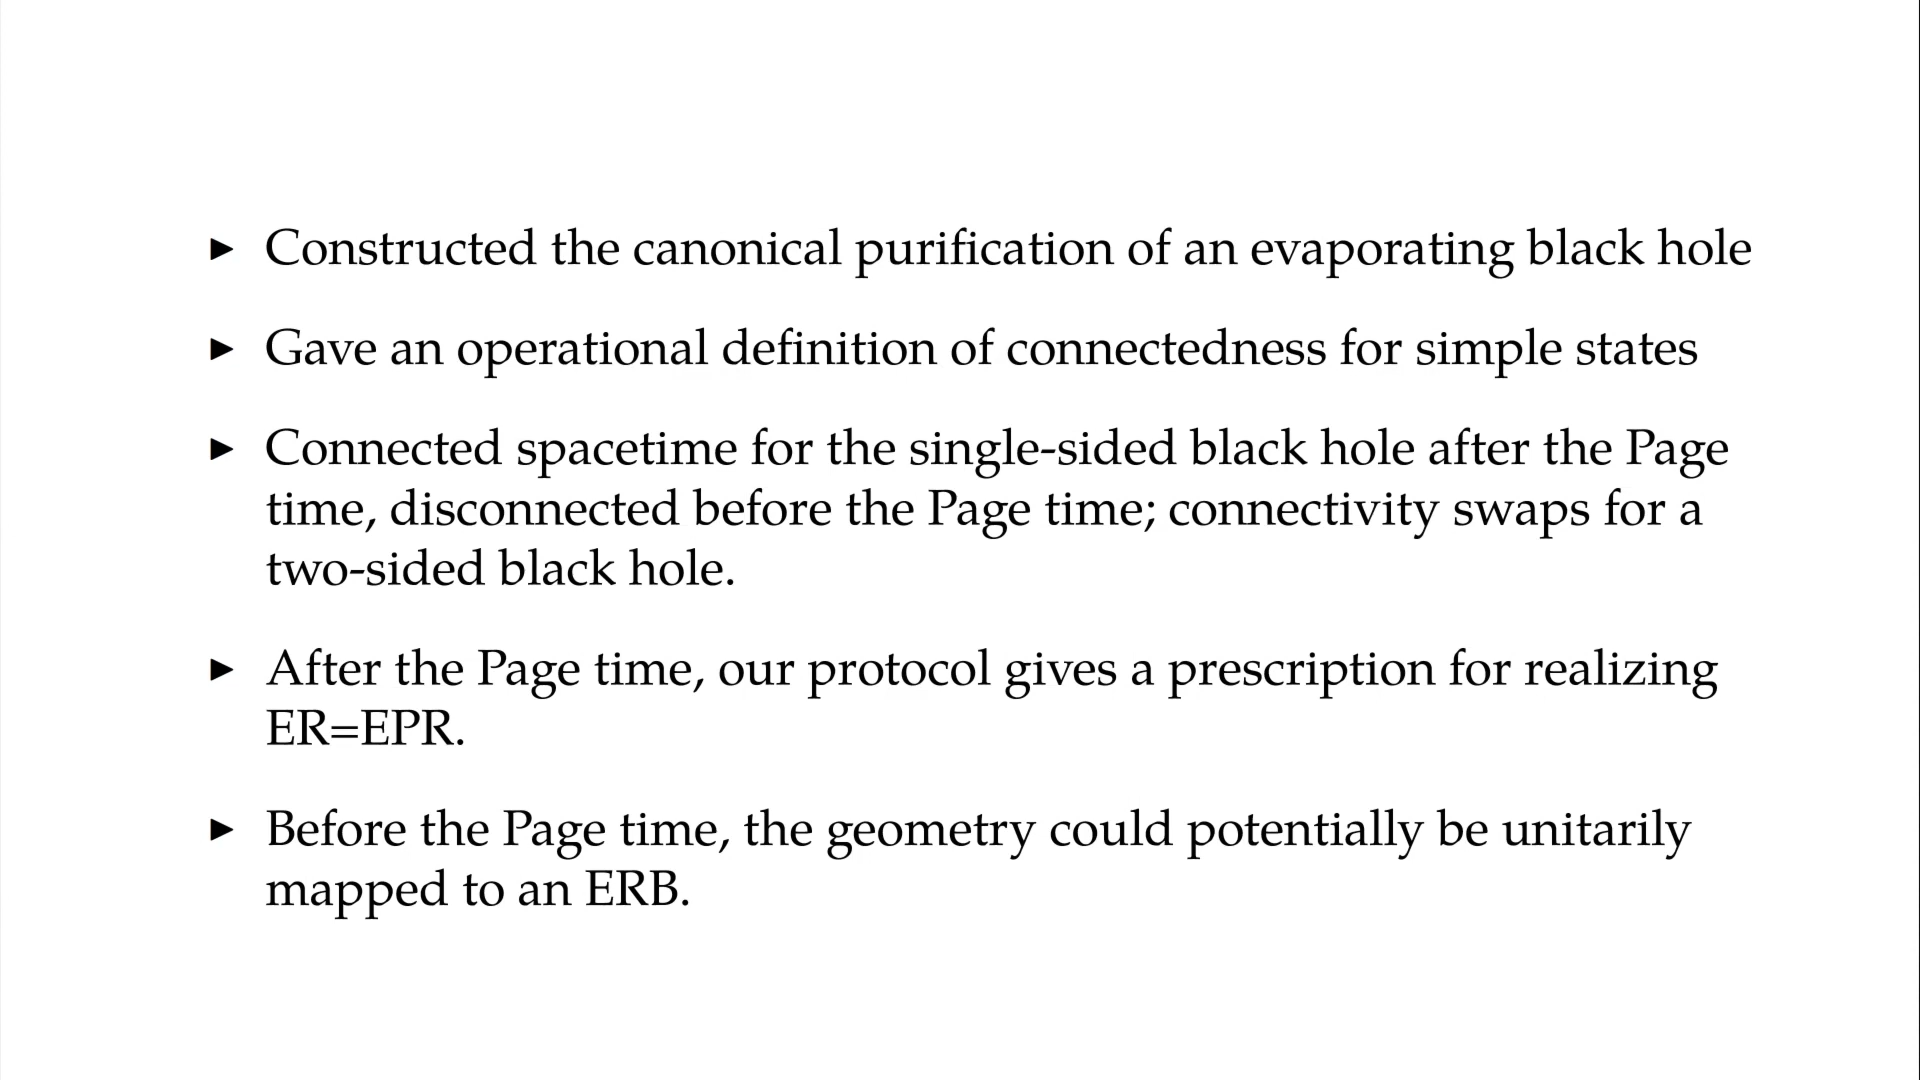 ▶ Constructed the canonical purification of an evaporating black hole
▶ Gave an operational definition of connectedness for simple states
▶ Connected spacetime for the single-sided black hole after the Page
time, disconnected before the Page time; connectivity swaps for a
two-sided black hole.
▶ After the Page time, our protocol gives a prescription for realizing
ER=EPR.
▶ Before the Page time, the geometry could potentially be unitarily
mapped to an ERB.